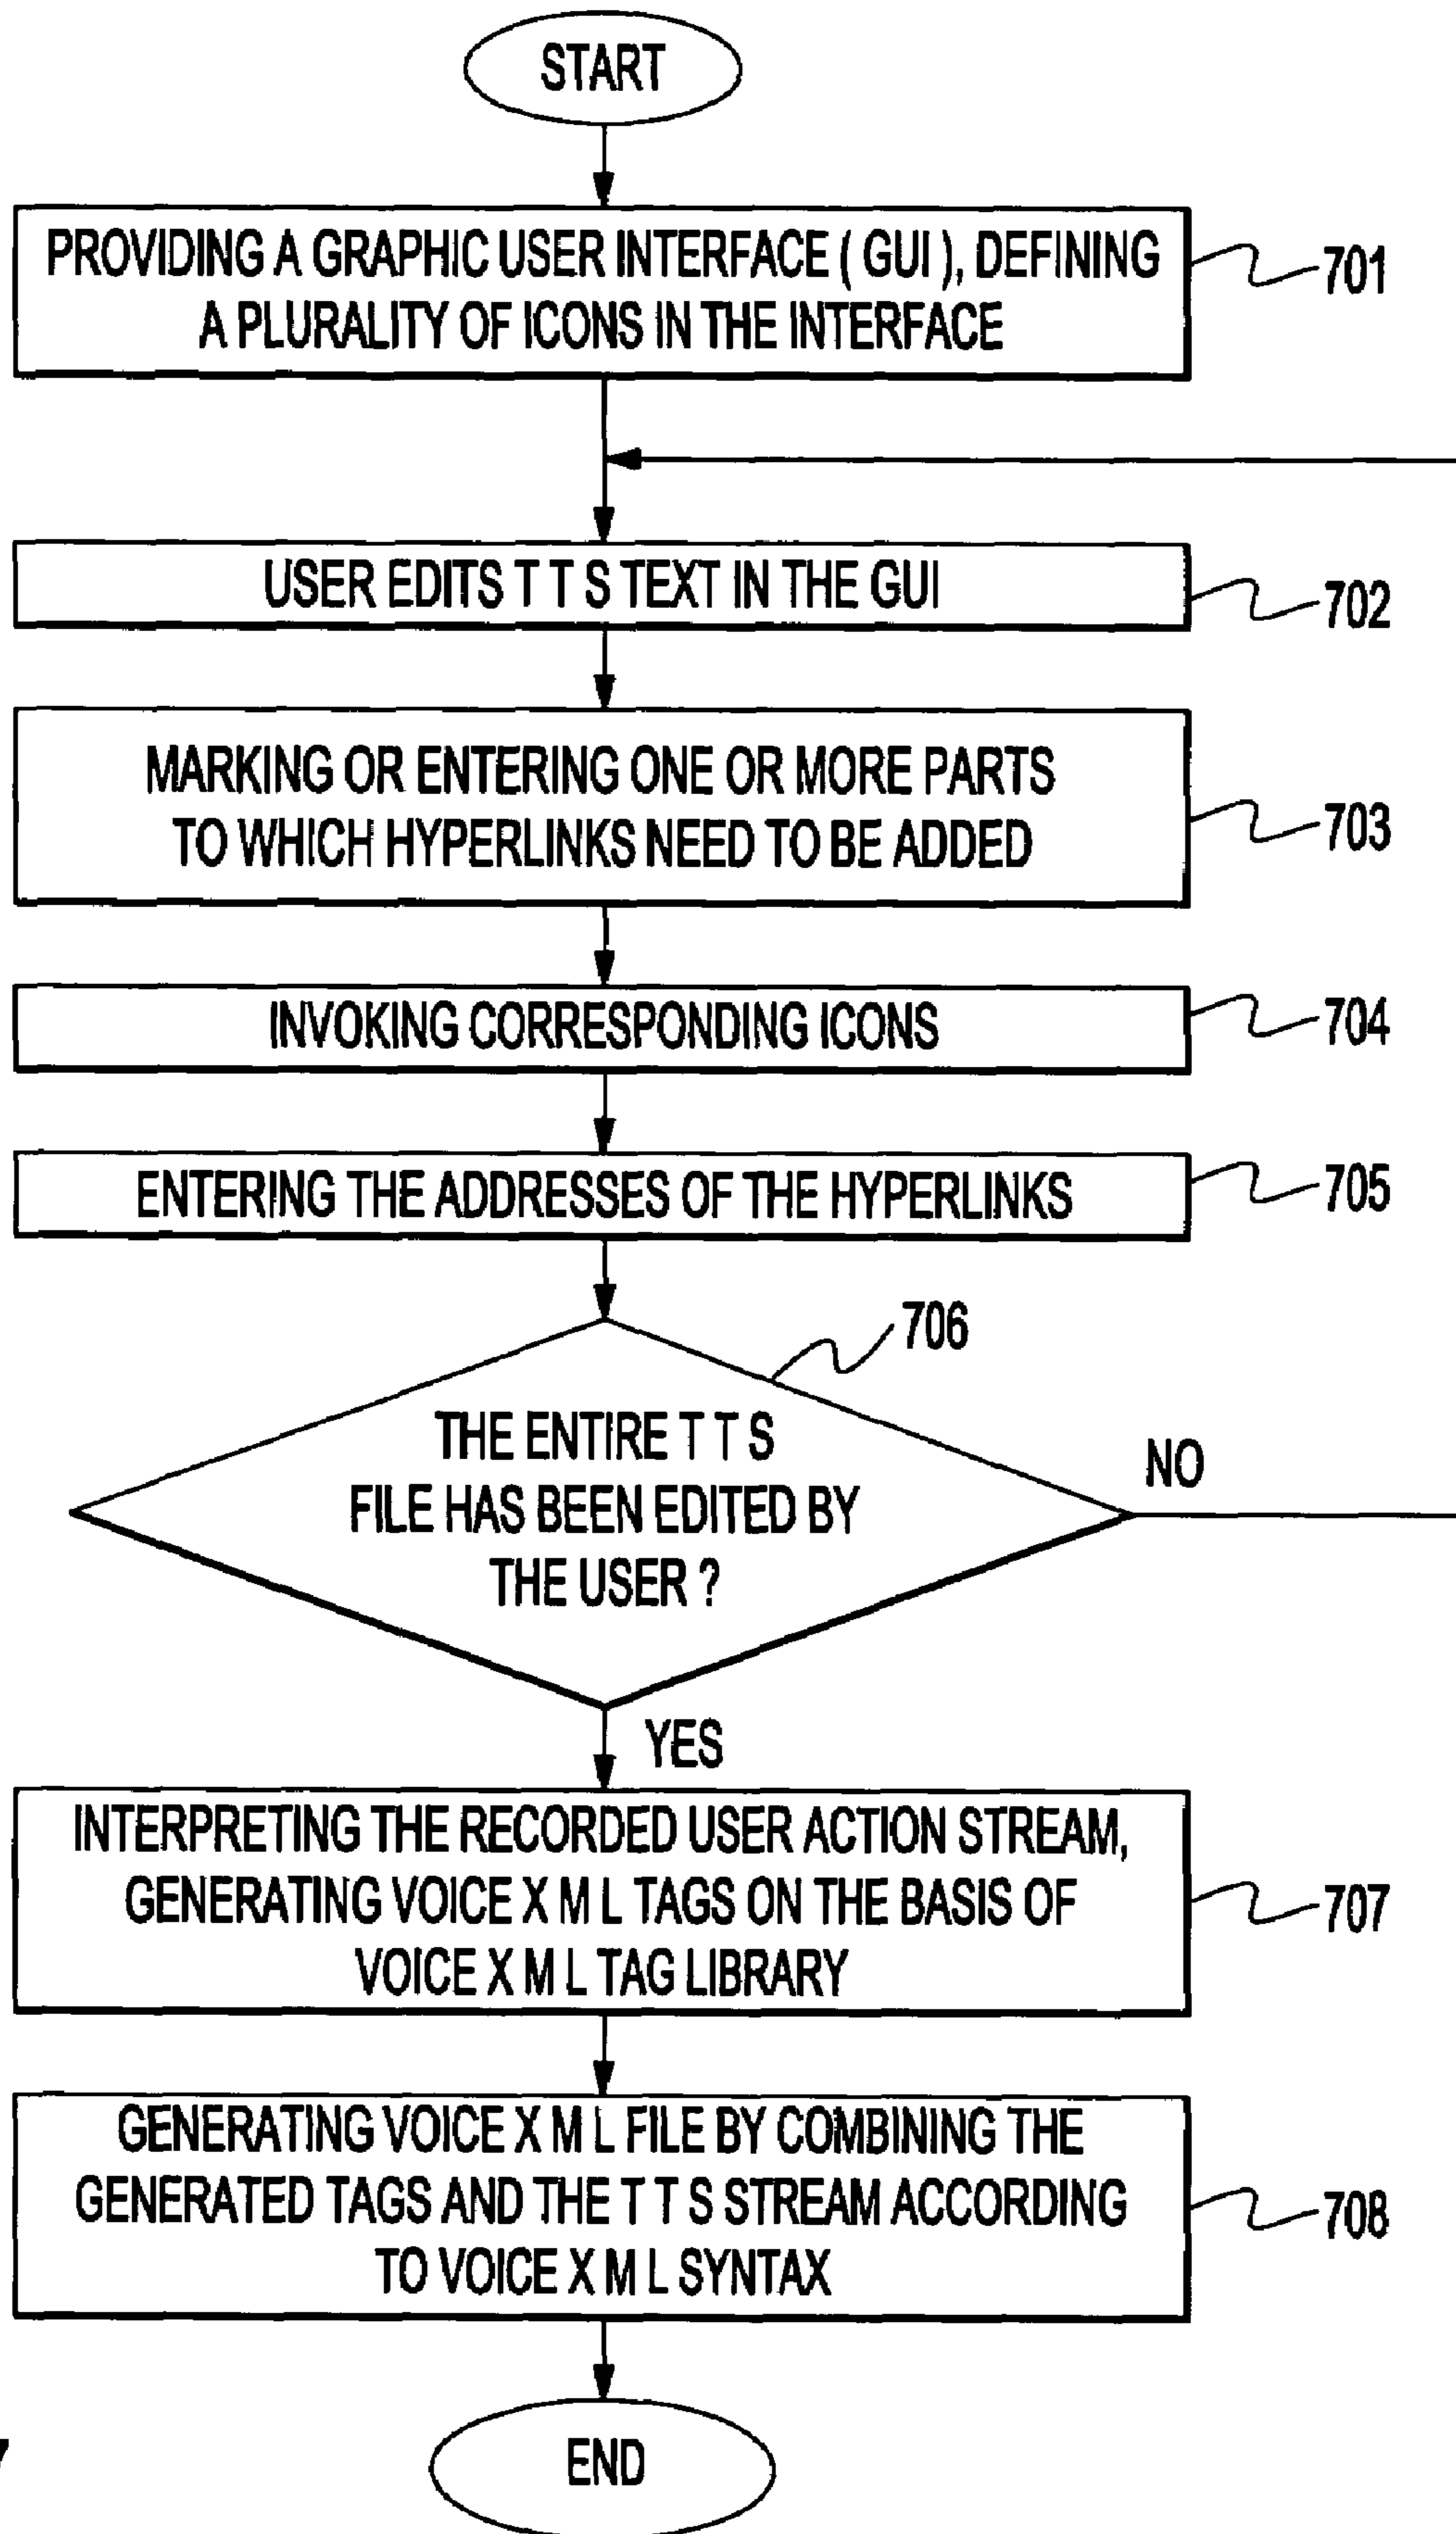 START
PROVIDING A GRAPHIC USER INTERFACE ( GUI ), DEFINING
A PLURALITY OF ICONS IN THE INTERFACE
701
USER EDITS T T S TEXT IN THE GUI
702
MARKING OR ENTERING ONE OR MORE PARTS
TO WHICH HYPERLINKS NEED TO BE ADDED
703
INVOKING CORRESPONDING ICONS
704
ENTERING THE ADDRESSES OF THE HYPERLINKS
705
706
THE ENTIRE T T S
FILE HAS BEEN EDITED BY
THE USER ?
NO
YES
INTERPRETING THE RECORDED USER ACTION STREAM,
GENERATING VOICE X M L TAGS ON THE BASIS OF
VOICE X M L TAG LIBRARY
707
GENERATING VOICE X M L FILE BY COMBINING THE
GENERATED TAGS AND THE T T S STREAM ACCORDING
TO VOICE X M L SYNTAX
708
END